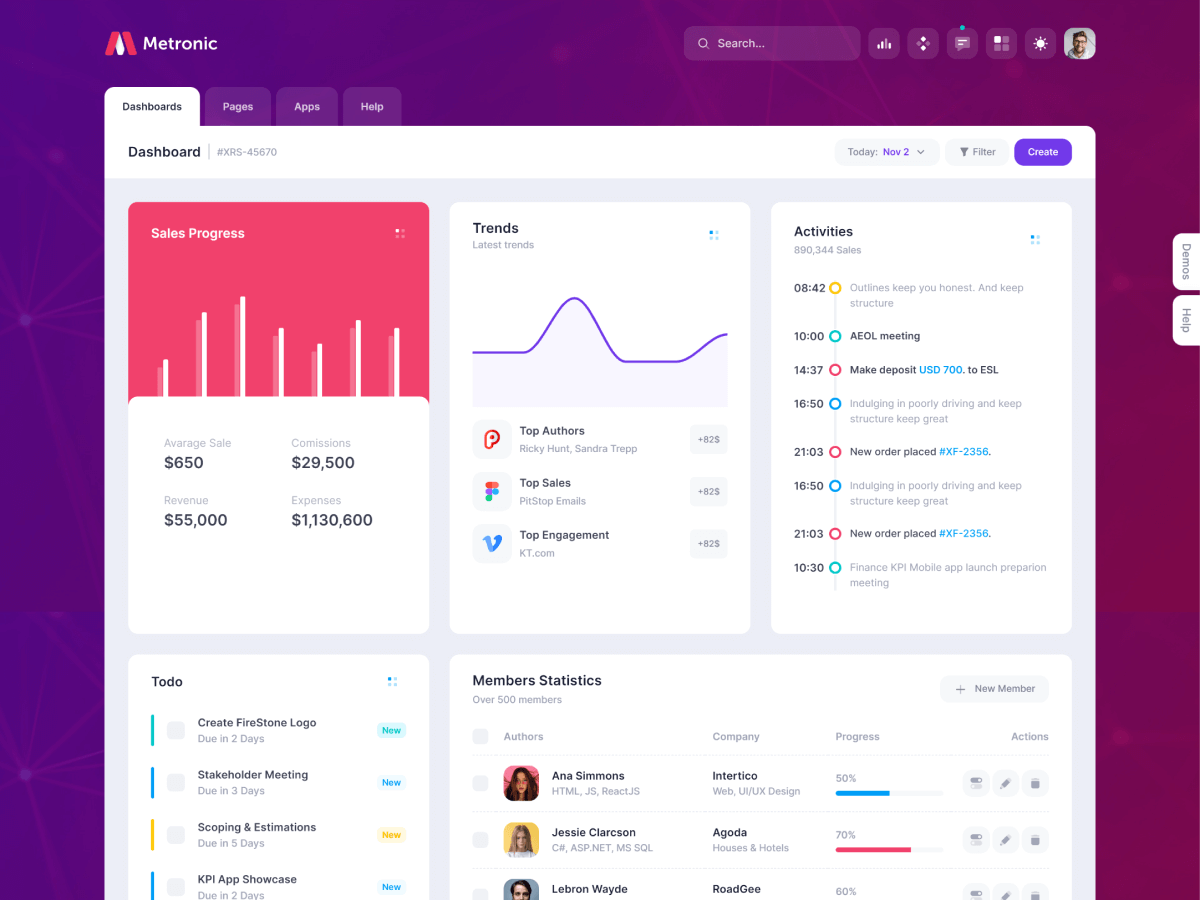 Metronic
Search...
Dashboards
Pages
Apps
Help
Dashboard
#XRS-45670
Today: Nov 2
Filter
Create
Sales Progress
Avarage Sale
$650
Comissions
$29,500
Revenue
$55,000
Expenses
$1,130,600
Trends
Latest trends
Top Authors
Ricky Hunt, Sandra Trepp
+82$
Top Sales
PitStop Emails
+82$
Top Engagement
KT.com
+82$
Activities
890,344 Sales
08:42 Outlines keep you honest. And keep
structure
10:00 AEOL meeting
14:37 Make deposit USD 700. to ESL
16:50 Indulging in poorly driving and keep
structure keep great
21:03 New order placed #XF-2356.
16:50 Indulging in poorly driving and keep
structure keep great
21:03 New order placed #XF-2356.
10:30 Finance KPI Mobile app launch preparion
meeting
Demos
Help
Todo
Create FireStone Logo
Due in 2 Days
New
Stakeholder Meeting
Due in 3 Days
New
Scoping & Estimations
Due in 5 Days
New
KPI App Showcase
Due in 2 Days
New
Members Statistics
Over 500 members
New Member
Authors
Company
Progress
Actions
Ana Simmons
HTML, JS, ReactJS
Intertico
Web, UI/UX Design
50%
Jessie Clarcson
C#, ASP.NET, MS SQL
Agoda
Houses & Hotels
70%
Lebron Wayde
RoadGee
60%